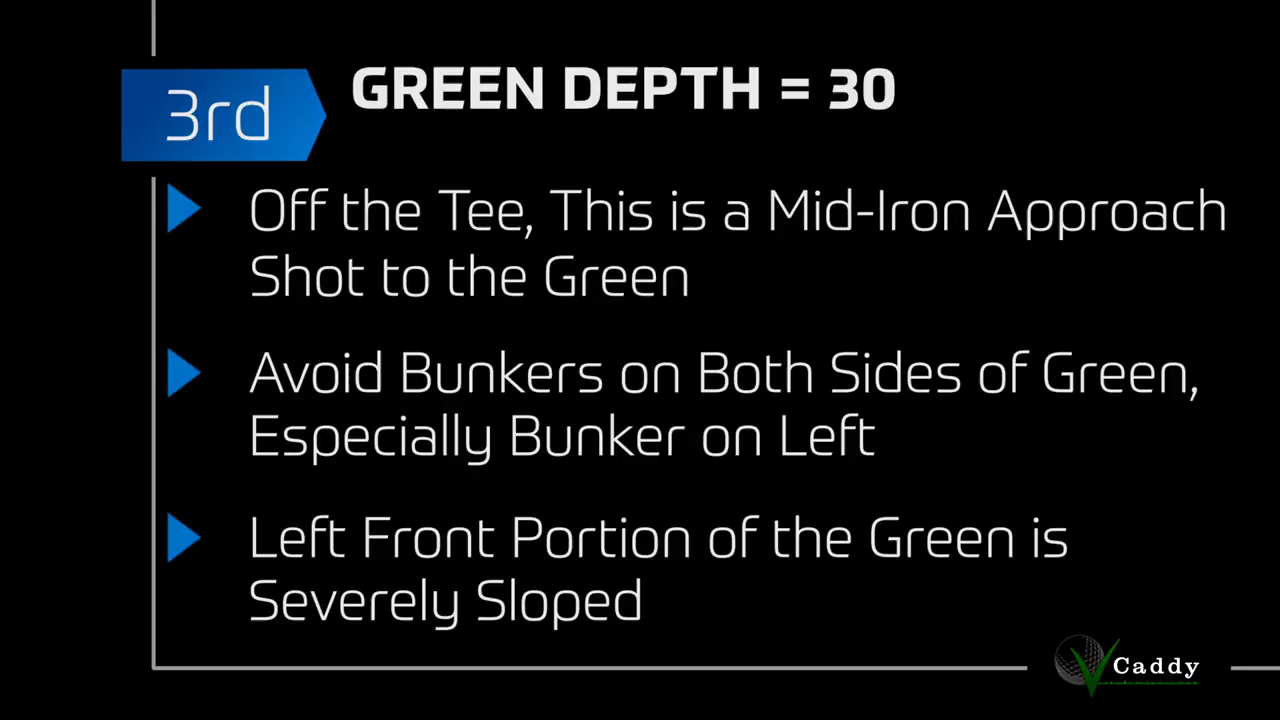 3rd
GREEN DEPTH = 30
Off the Tee, This is a Mid-Iron Approach
Shot to the Green
Avoid Bunkers on Both Sides of Green,
Especially Bunker on Left
Left Front Portion of the Green is
Severely Sloped
Caddy